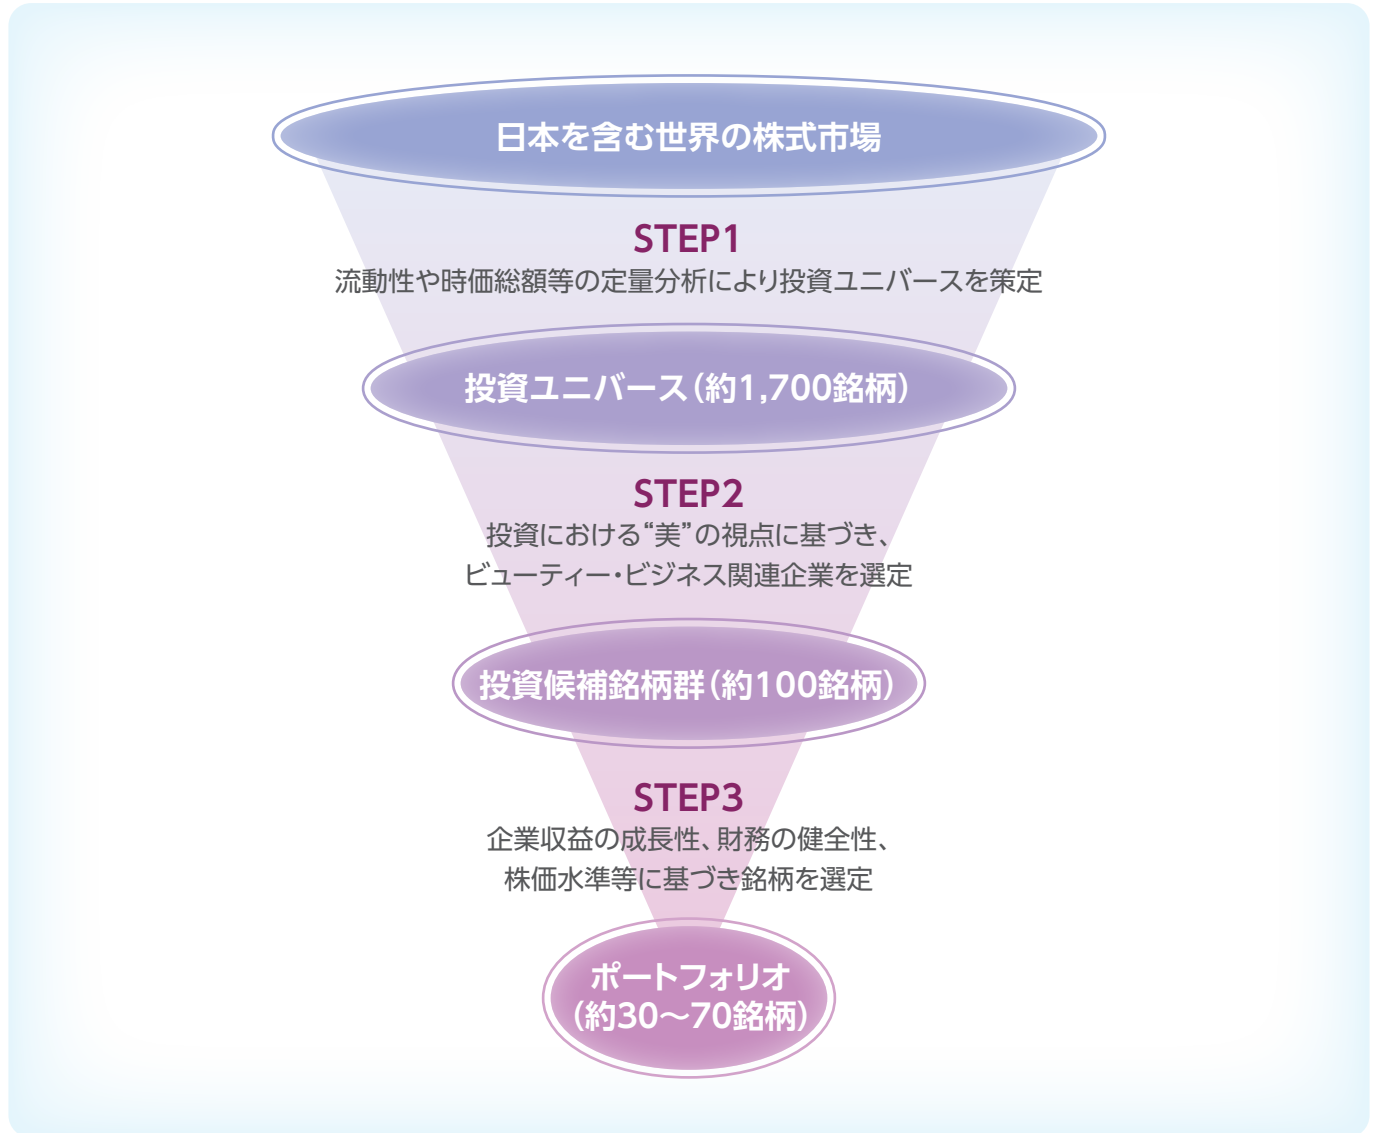 日本を含む世界の株式市場
STEP1
流動性や時価総額等の定量分析により投資ユニバースを策定
投資ユニバース（約1,700銘柄）
STEP2
投資における“美”の視点に基づき、
ビューティー・ビジネス関連企業を選定
投資候補銘柄群（約100銘柄）
STEP3
企業収益の成長性、財務の健全性、
株価水準等に基づき銘柄を選定
ポートフォリオ
（約30〜70銘柄）